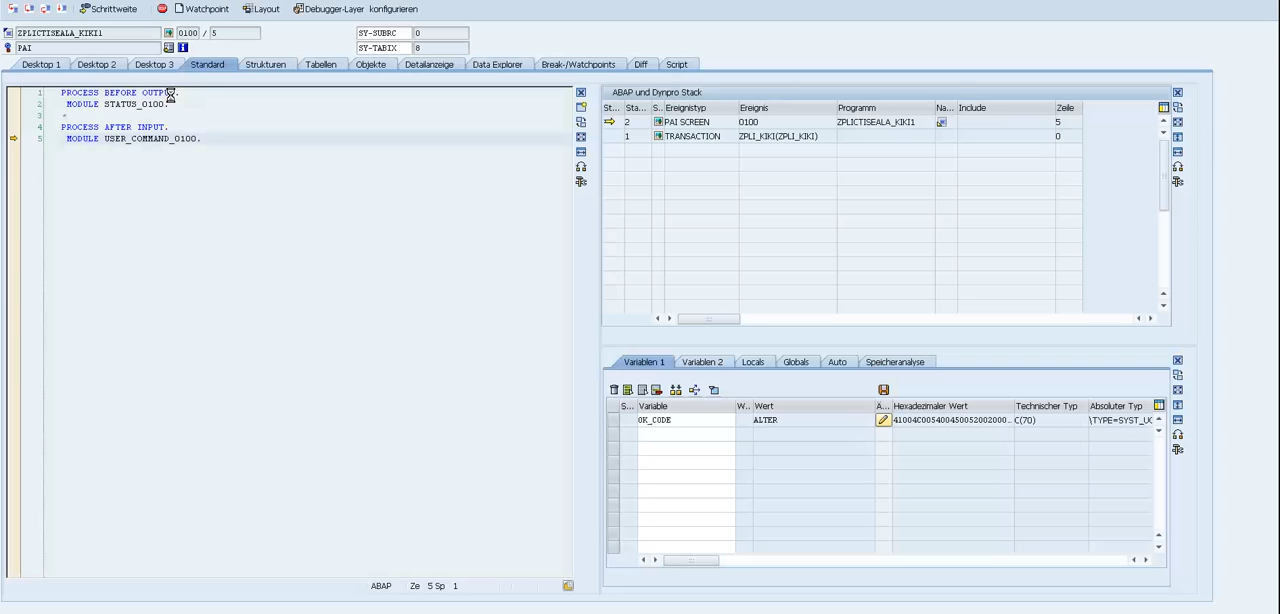 Schrittweite Watchpoint Layout Debugger-Layer konfigurieren
ZPLICTISEALA_KIKI1 0100 / 5 SY-SUBRC 0
PAI SY-TABIX 8
Desktop 1 Desktop 2 Desktop 3 Standard Strukturen Tabellen Objekte Detailanzeige Data Explorer Break-/Watchpoints Diff Script
1 PROCESS BEFORE OUTPUT.
2 MODULE STATUS_0100.
3 *
4 PROCESS AFTER INPUT.
5 MODULE USER_COMMAND_0100.
ABAP Ze 5 Sp 1
ABAP und Dynpro Stack
St... Sta... S.. Ereignistyp Ereignis Programm Na... Include Zeile
2 PAI SCREEN 0100 ZPLICTISEALA_KIKI1 5
1 TRANSACTION ZPLI_KIKI(ZPLI_KIKI) 0
Variablen 1 Variablen 2 Locals Globals Auto Speicheranalyse
S... Variable W.. Wert Ä... Hexadezimaler Wert Technischer Typ Absoluter Typ
OK_CODE ALTER 41004C005400450052002000... C(70) \TYPE=SYST_UC